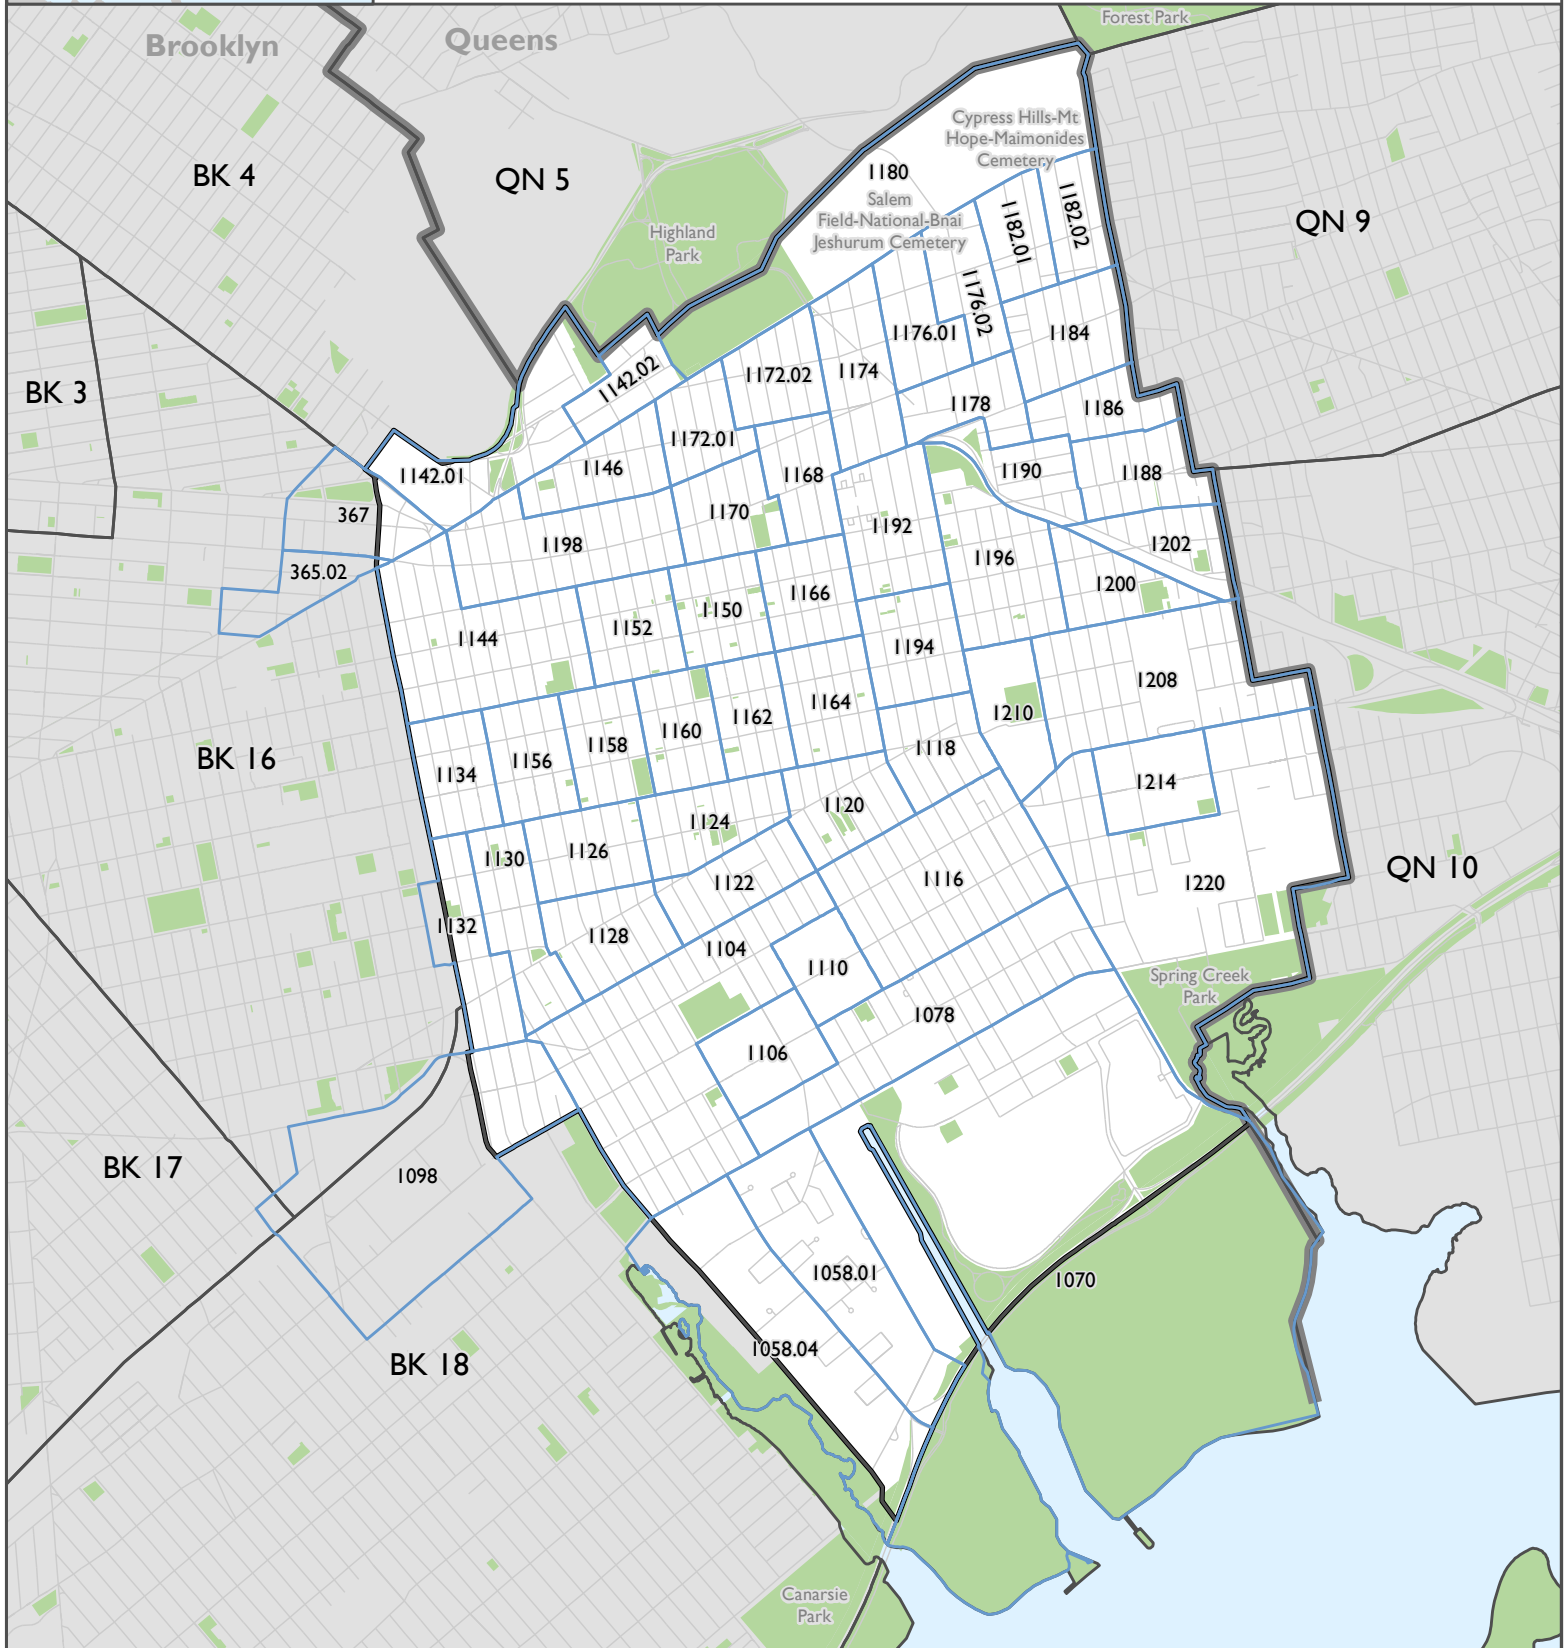 Forest Park
Brooklyn
Queens
Cypress Hills-Mt
Hope-Maimonides
Cemetery
BK 4
QN 5
1180
Salem
Field-National-Bnai
Jeshurum Cemetery
1182.01
1182.02
QN 9
Highland
Park
1176.02
1176.01
1184
BK 3
1142.02
1172.02
1174
1178
1186
1172.01
1142.01
1146
1168
1190
1188
367
1170
1192
1198
1196
1202
365.02
1200
1166
1150
1152
1144
1194
1208
1164
1210
1162
1160
1158
1118
BK 16
1156
1134
1214
1120
1124
1126
1130
QN 10
1122
1116
1220
1132
1128
1104
1110
Spring Creek
Park
1078
1106
BK 17
1098
1058.01
1070
1058.04
BK 18
Canarsie
Park